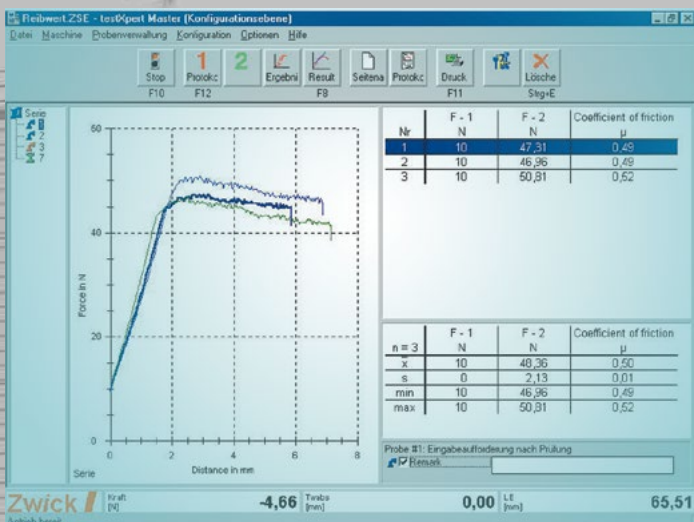 Reibwert.ZSE - testXpert Master (Konfigurationsebene)
Datei Maschine Probenverwaltung Konfiguration Optionen Hilfe
1 2
Stop Protokc Ergebni Result Seitena Protokc Druck Lösche
F10 F12 F8 F11 Strg+E
Serie
2
3
7
60
40
20
0
Force in N
0 2 4 6 8
Serie
Distance in mm
F - 1 F - 2 Coefficient of friction
Nr N N µ
1 10 47,31 0,49
2 10 46,96 0,49
3 10 50,81 0,52
F - 1 F - 2 Coefficient of friction
n = 3 N N µ
x̄ 10 48,36 0,50
s 0 2,13 0,01
min 10 46,96 0,49
max 10 50,81 0,52
Probe #1: Eingabeaufforderung nach Prüfung
Remark
Zwick Kraft [N] -4,66 [mm] 0,00 LE [mm] 65,51